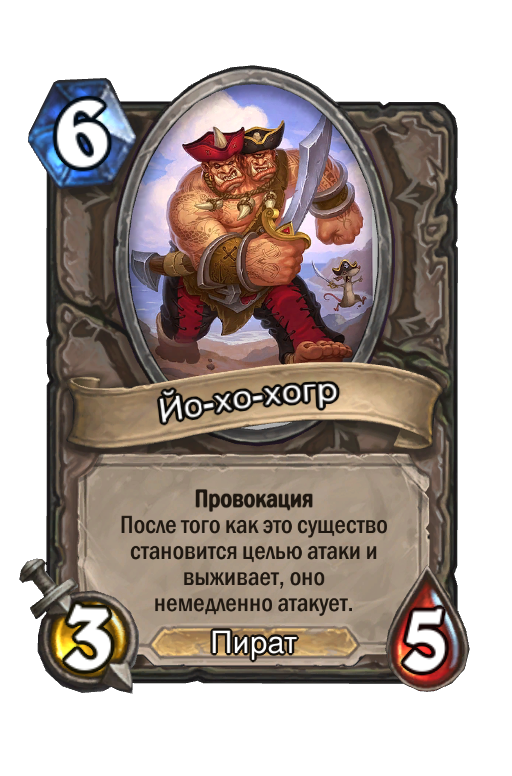 6
Йо-хо-хогр
Провокация
После того как это существо
становится целью атаки и
выживает, оно
немедленно атакует.
3
Пират
5